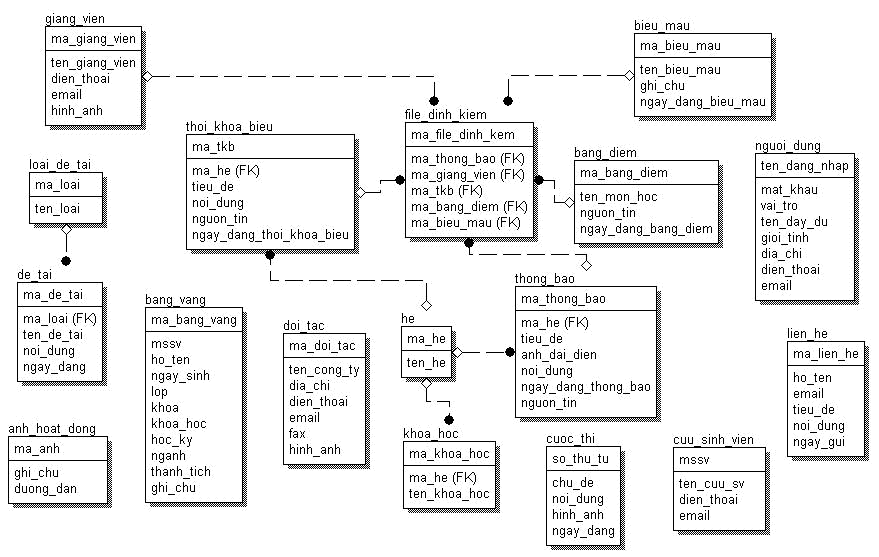 giang_vien
ma_giang_vien
ten_giang_vien
dien_thoai
email
hinh_anh
bieu_mau
ma_bieu_mau
ten_bieu_mau
ghi_chu
ngay_dang_bieu_mau
file_dinh_kiem
ma_file_dinh_kem
ma_thong_bao (FK)
ma_giang_vien (FK)
ma_tkb (FK)
ma_bang_diem (FK)
ma_bieu_mau (FK)
thoi_khoa_bieu
ma_tkb
ma_he (FK)
tieu_de
noi_dung
nguon_tin
ngay_dang_thoi_khoa_bieu
bang_diem
ma_bang_diem
ten_mon_hoc
nguon_tin
ngay_dang_bang_diem
nguoi_dung
ten_dang_nhap
mat_khau
vai_tro
ten_day_du
gioi_tinh
dia_chi
dien_thoai
email
loai_de_tai
ma_loai
ten_loai
de_tai
ma_de_tai
ma_loai (FK)
ten_de_tai
noi_dung
ngay_dang
bang_vang
ma_bang_vang
mssv
ho_ten
ngay_sinh
lop
khoa
khoa_hoc
hoc_ky
nganh
thanh_tich
ghi_chu
doi_tac
ma_doi_tac
ten_cong_ty
dia_chi
dien_thoai
email
fax
hinh_anh
he
ma_he
ten_he
thong_bao
ma_thong_bao
ma_he (FK)
tieu_de
anh_dai_dien
noi_dung
ngay_dang_thong_bao
nguon_tin
lien_he
ma_lien_he
ho_ten
email
tieu_de
noi_dung
ngay_gui
anh_hoat_dong
ma_anh
ghi_chu
duong_dan
khoa_hoc
ma_khoa_hoc
ma_he (FK)
ten_khoa_hoc
cuoc_thi
so_thu_tu
chu_de
noi_dung
hinh_anh
ngay_dang
cuu_sinh_vien
mssv
ten_cuu_sv
dien_thoai
email